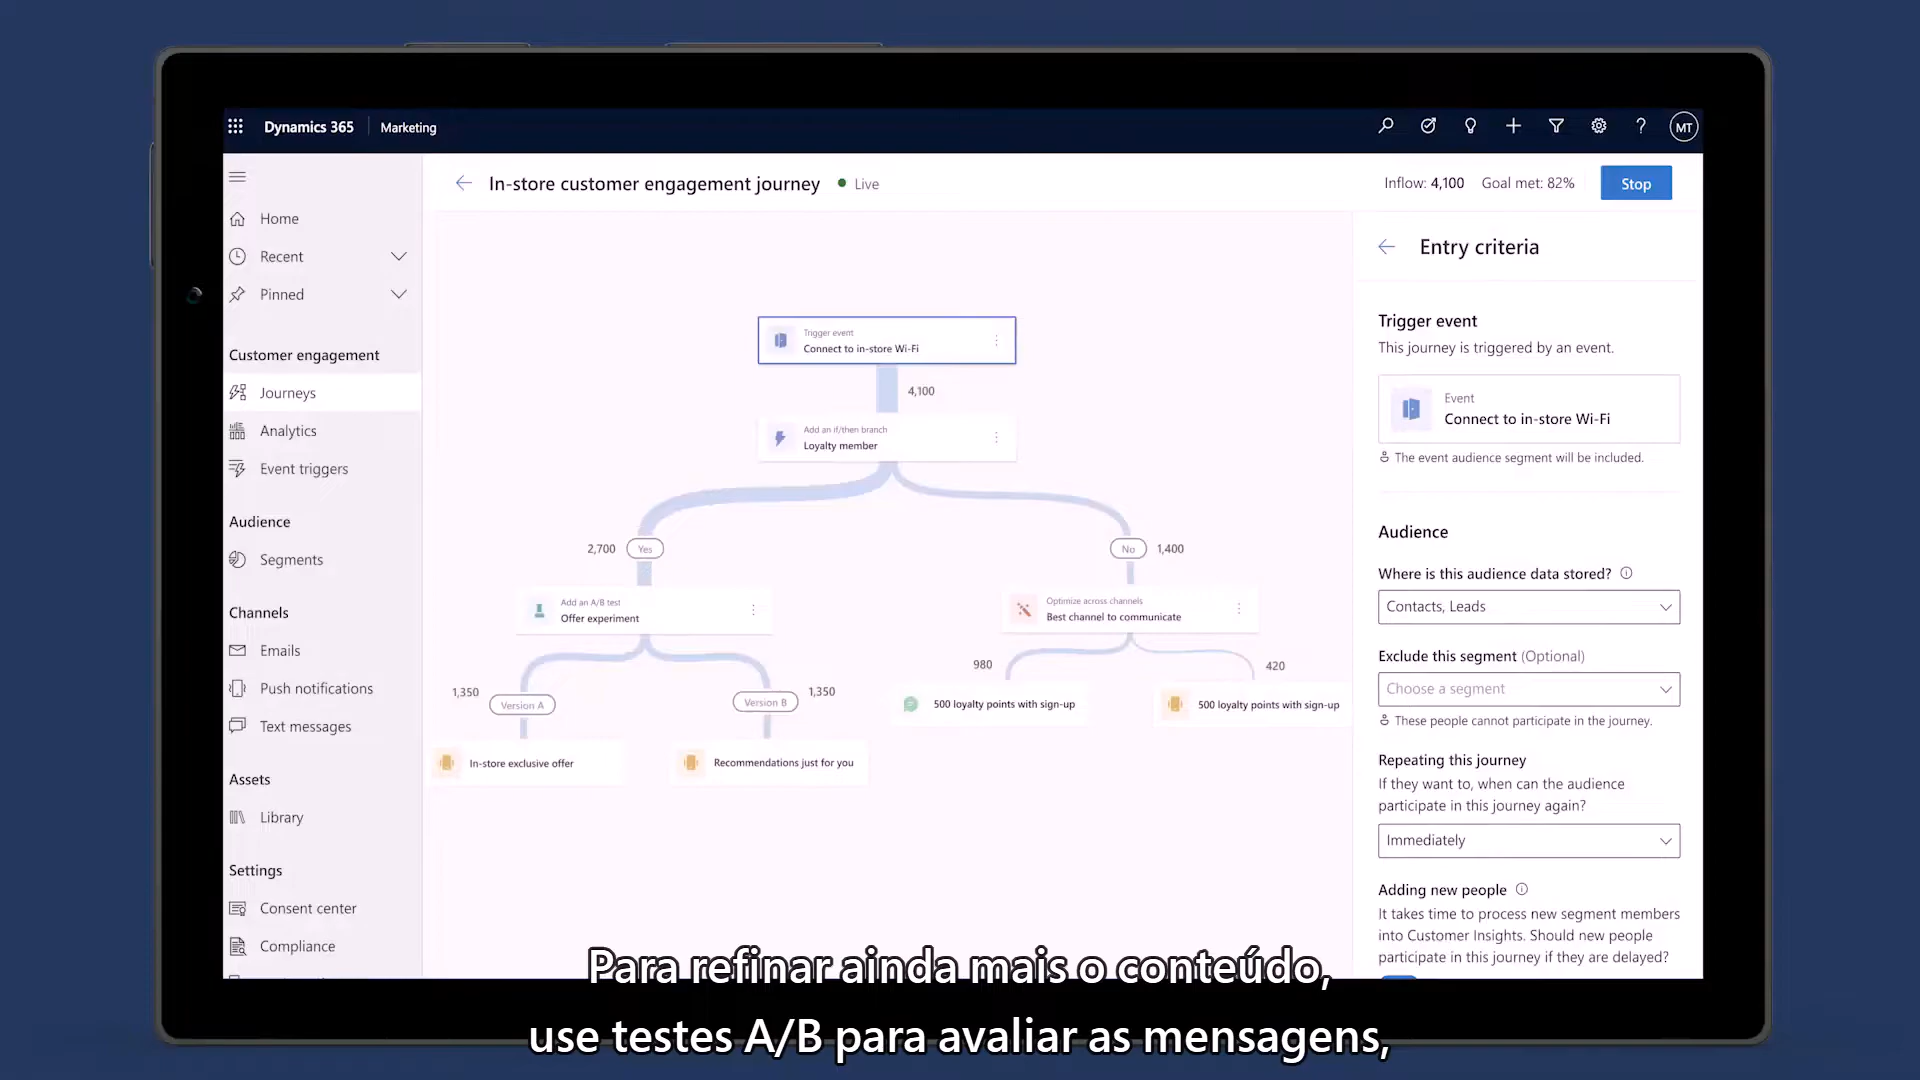 Dynamics 365
Marketing
MT
Home
Recent
Pinned
Customer engagement
Journeys
Analytics
Event triggers
Audience
Segments
Channels
Emails
Push notifications
Text messages
Assets
Library
Settings
Consent center
Compliance
In-store customer engagement journey
Live
Inflow: 4,100
Goal met: 82%
Stop
Trigger event
Connect to in-store Wi-Fi
4,100
Add an if/then branch
Loyalty member
2,700
Yes
No
1,400
Add an A/B test
Offer experiment
Optimize across channels
Best channel to communicate
1,350
Version A
Version B
1,350
980
420
500 loyalty points with sign-up
500 loyalty points with sign-up
In-store exclusive offer
Recommendations just for you
Entry criteria
Trigger event
This journey is triggered by an event.
Event
Connect to in-store Wi-Fi
The event audience segment will be included.
Audience
Where is this audience data stored?
Contacts, Leads
Exclude this segment (Optional)
Choose a segment
These people cannot participate in the journey.
Repeating this journey
If they want to, when can the audience
participate in this journey again?
Immediately
Adding new people
It takes time to process new segment members
into Customer Insights. Should new people
participate in this journey if they are delayed?
Para refinar ainda mais o conteúdo,
use testes A/B para avaliar as mensagens,